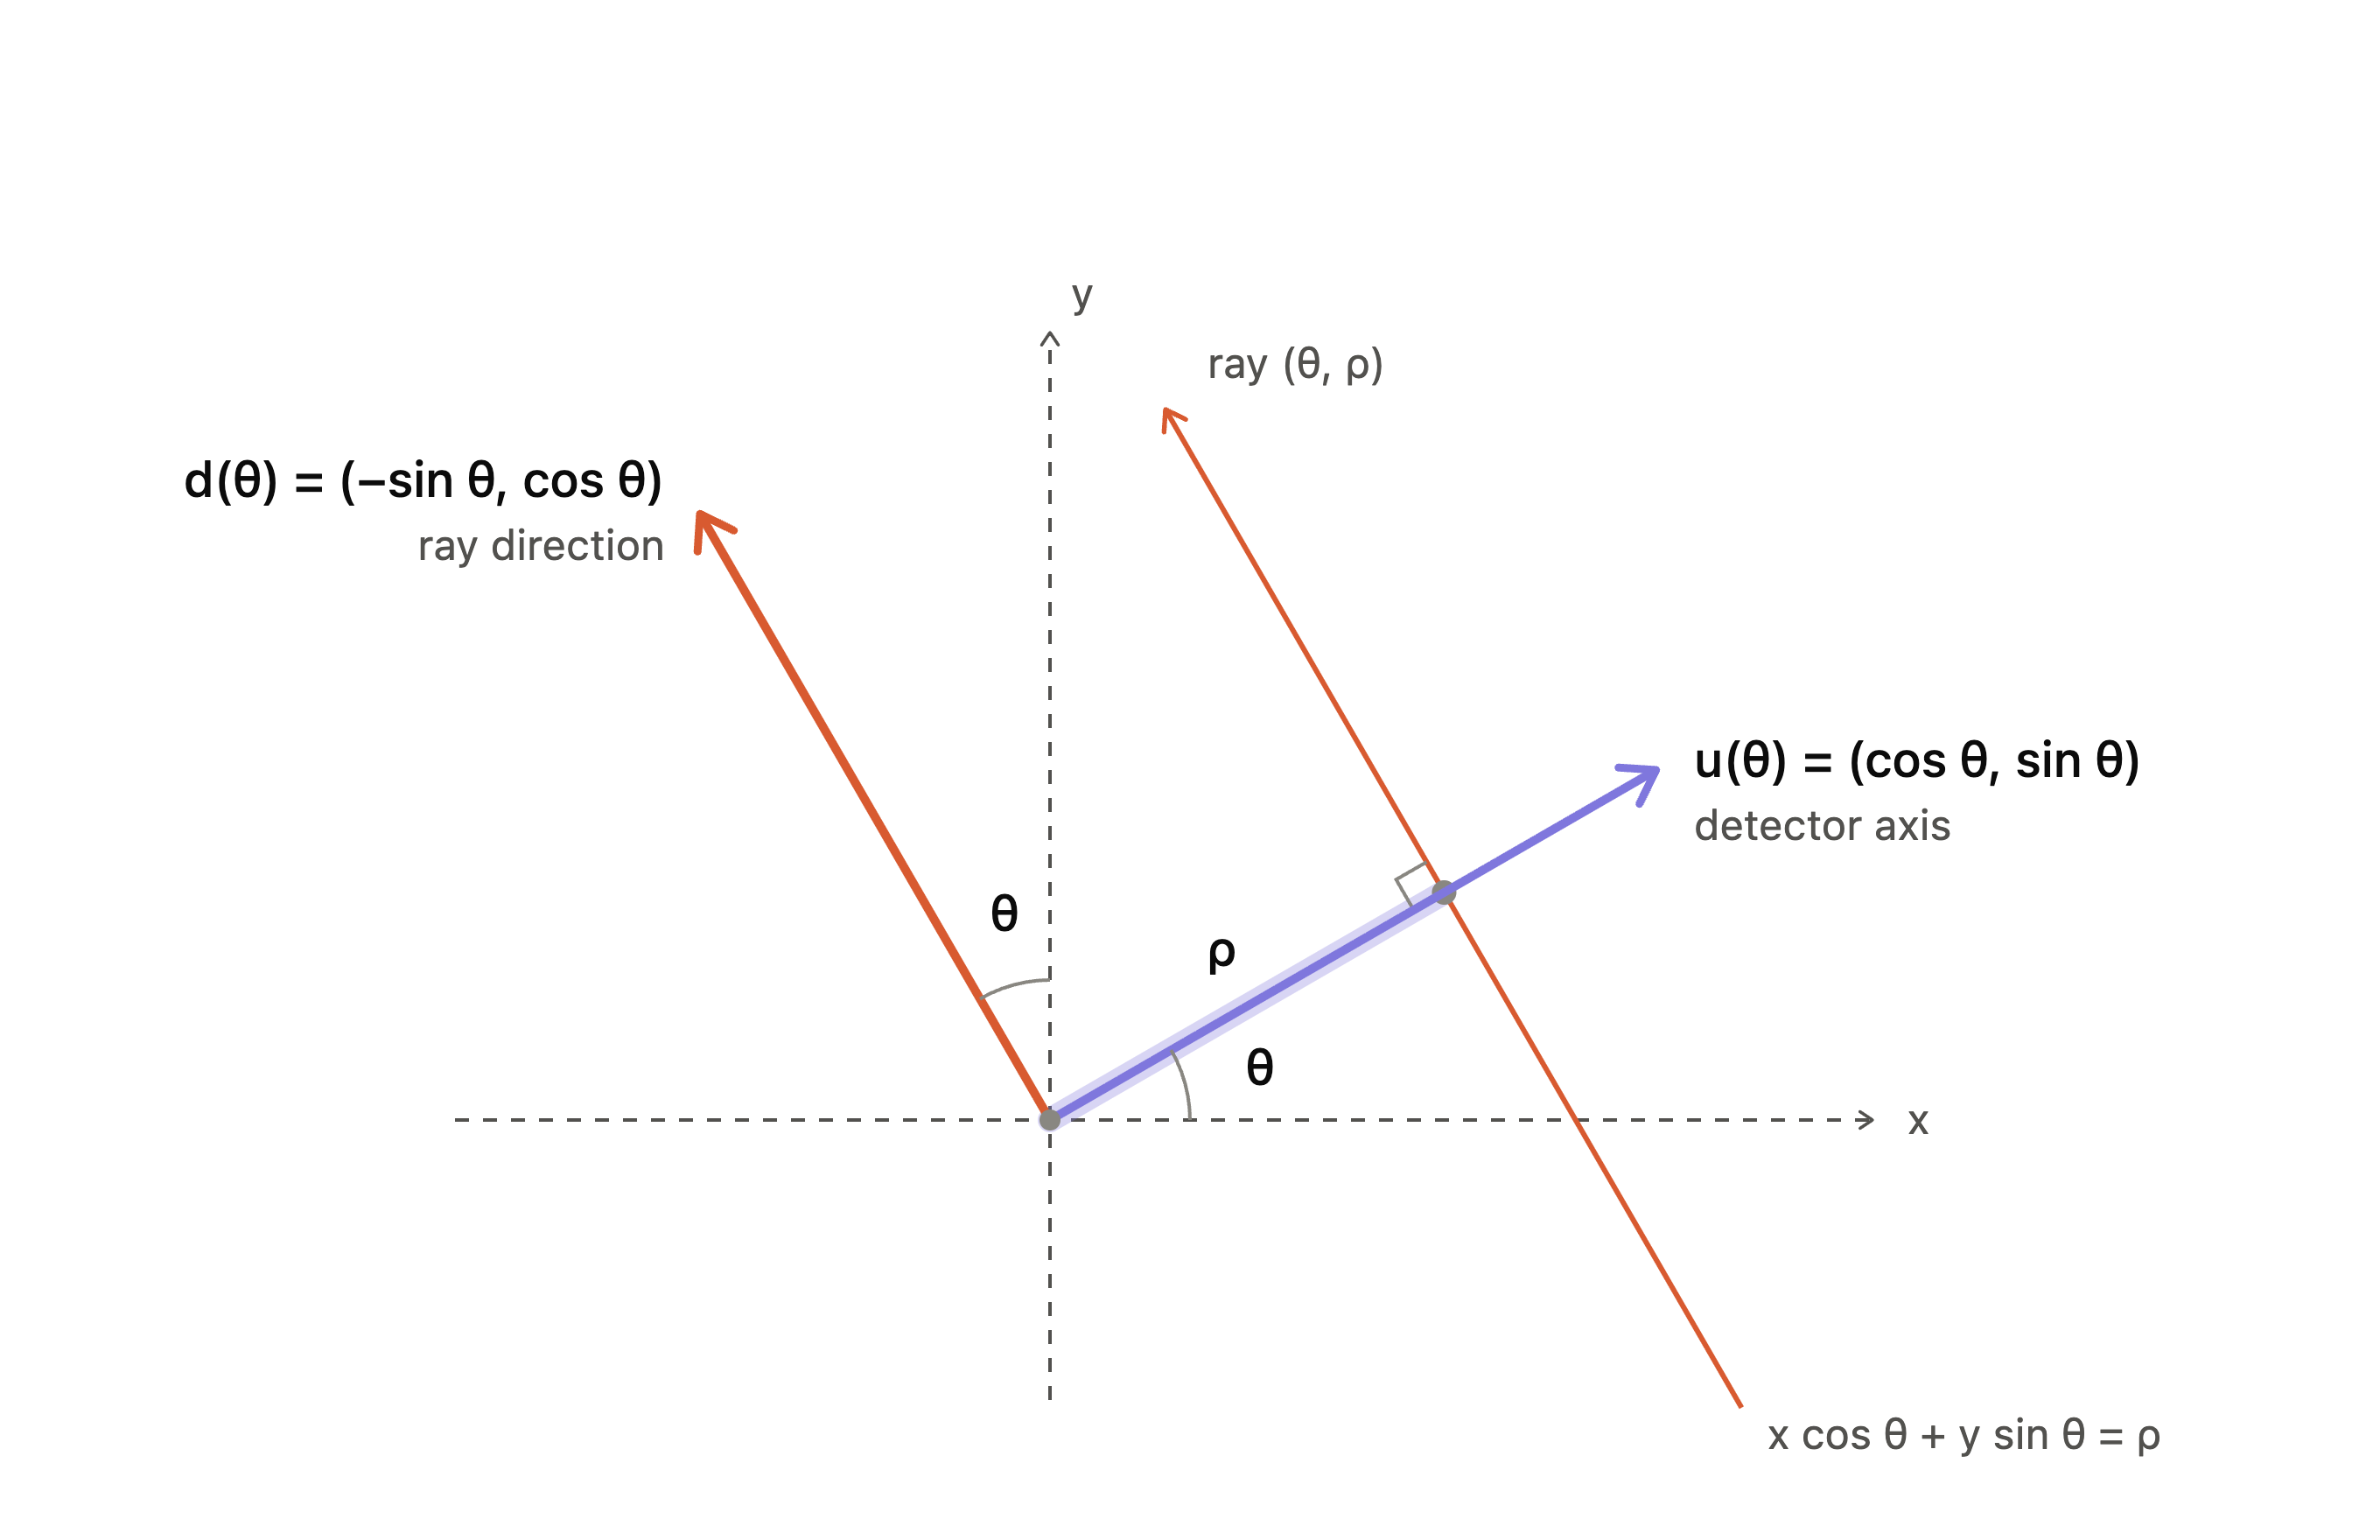 y
ray (θ, ρ)
d(θ) = (−sin θ, cos θ)
ray direction
u(θ) = (cos θ, sin θ)
detector axis
θ
ρ
θ
x
x cos θ + y sin θ = ρ